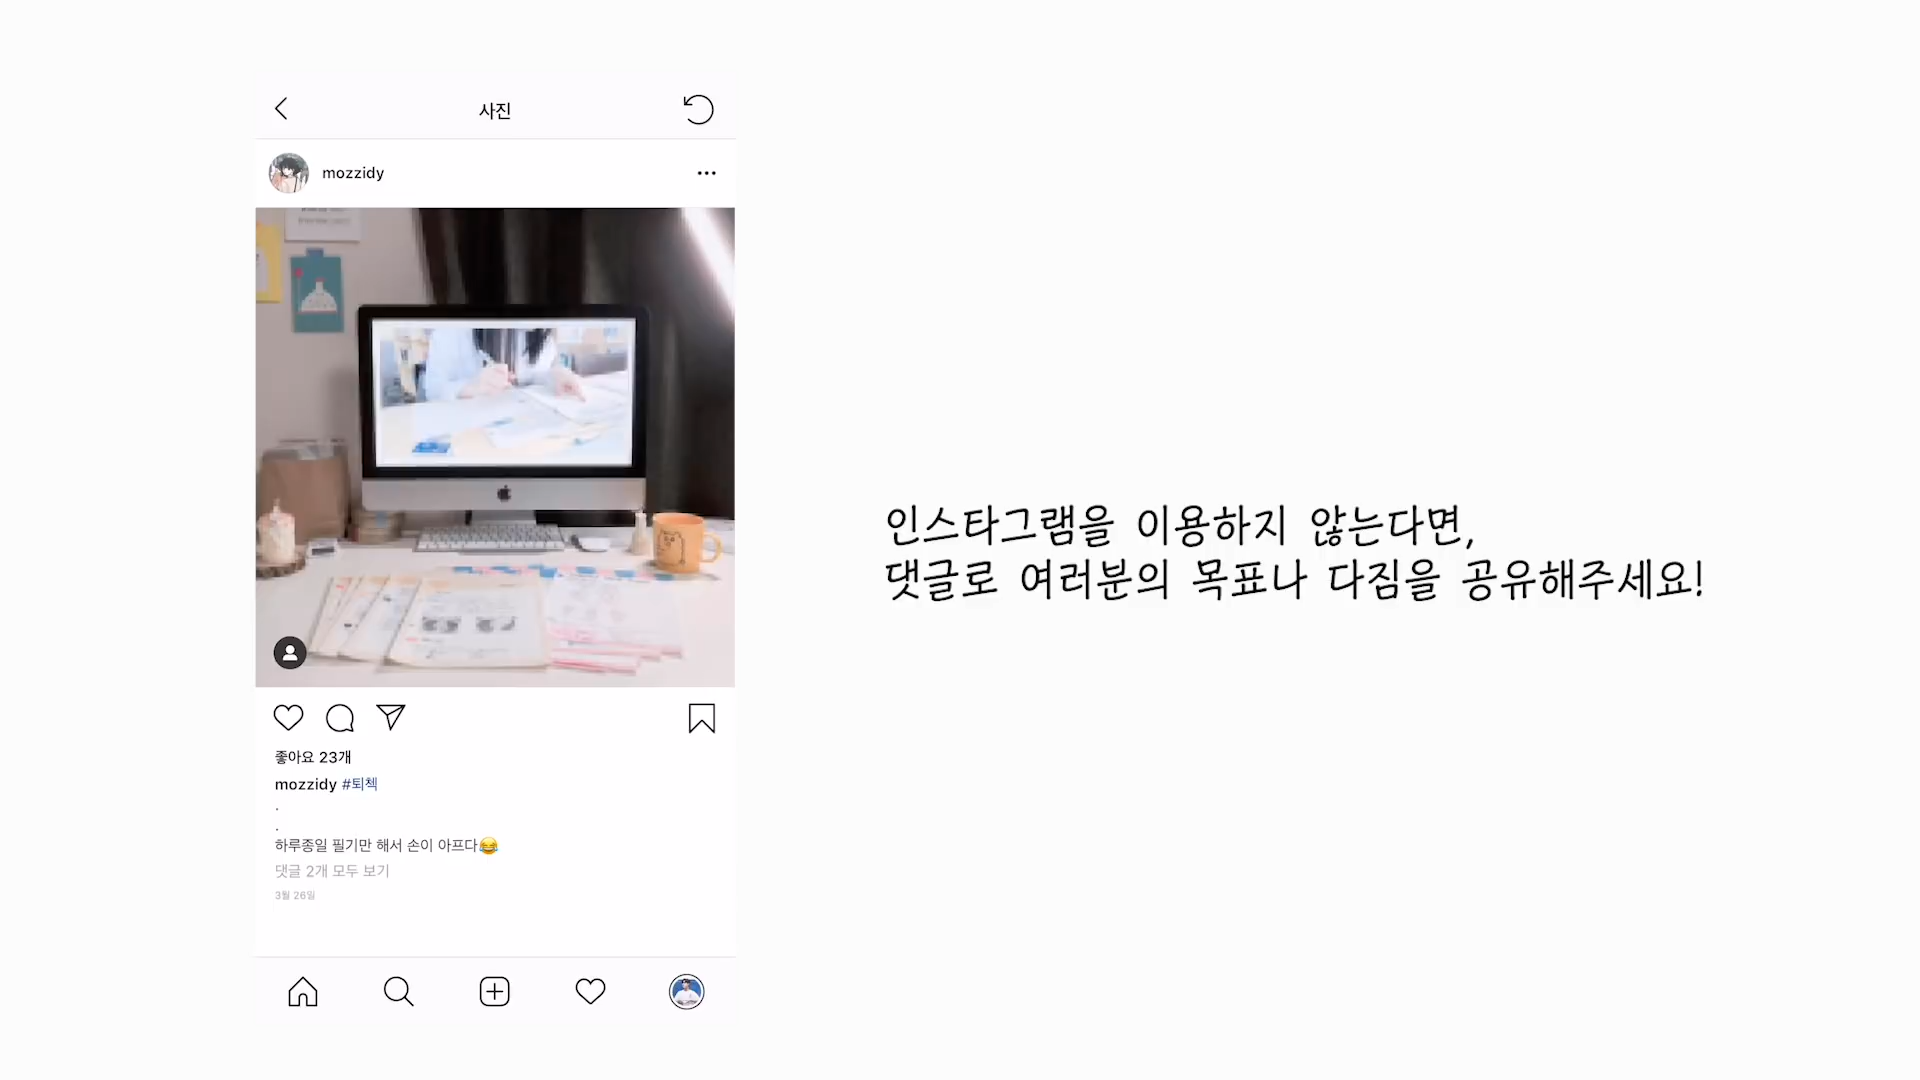 사진
mozzidy
좋아요 23개
mozzidy #퇴첵
.
.
하루종일 필기만 해서 손이 아프다😂
댓글 2개 모두 보기
3월 26일
인스타그램을 이용하지 않는다면,
댓글로 여러분의 목표나 다짐을 공유해주세요!